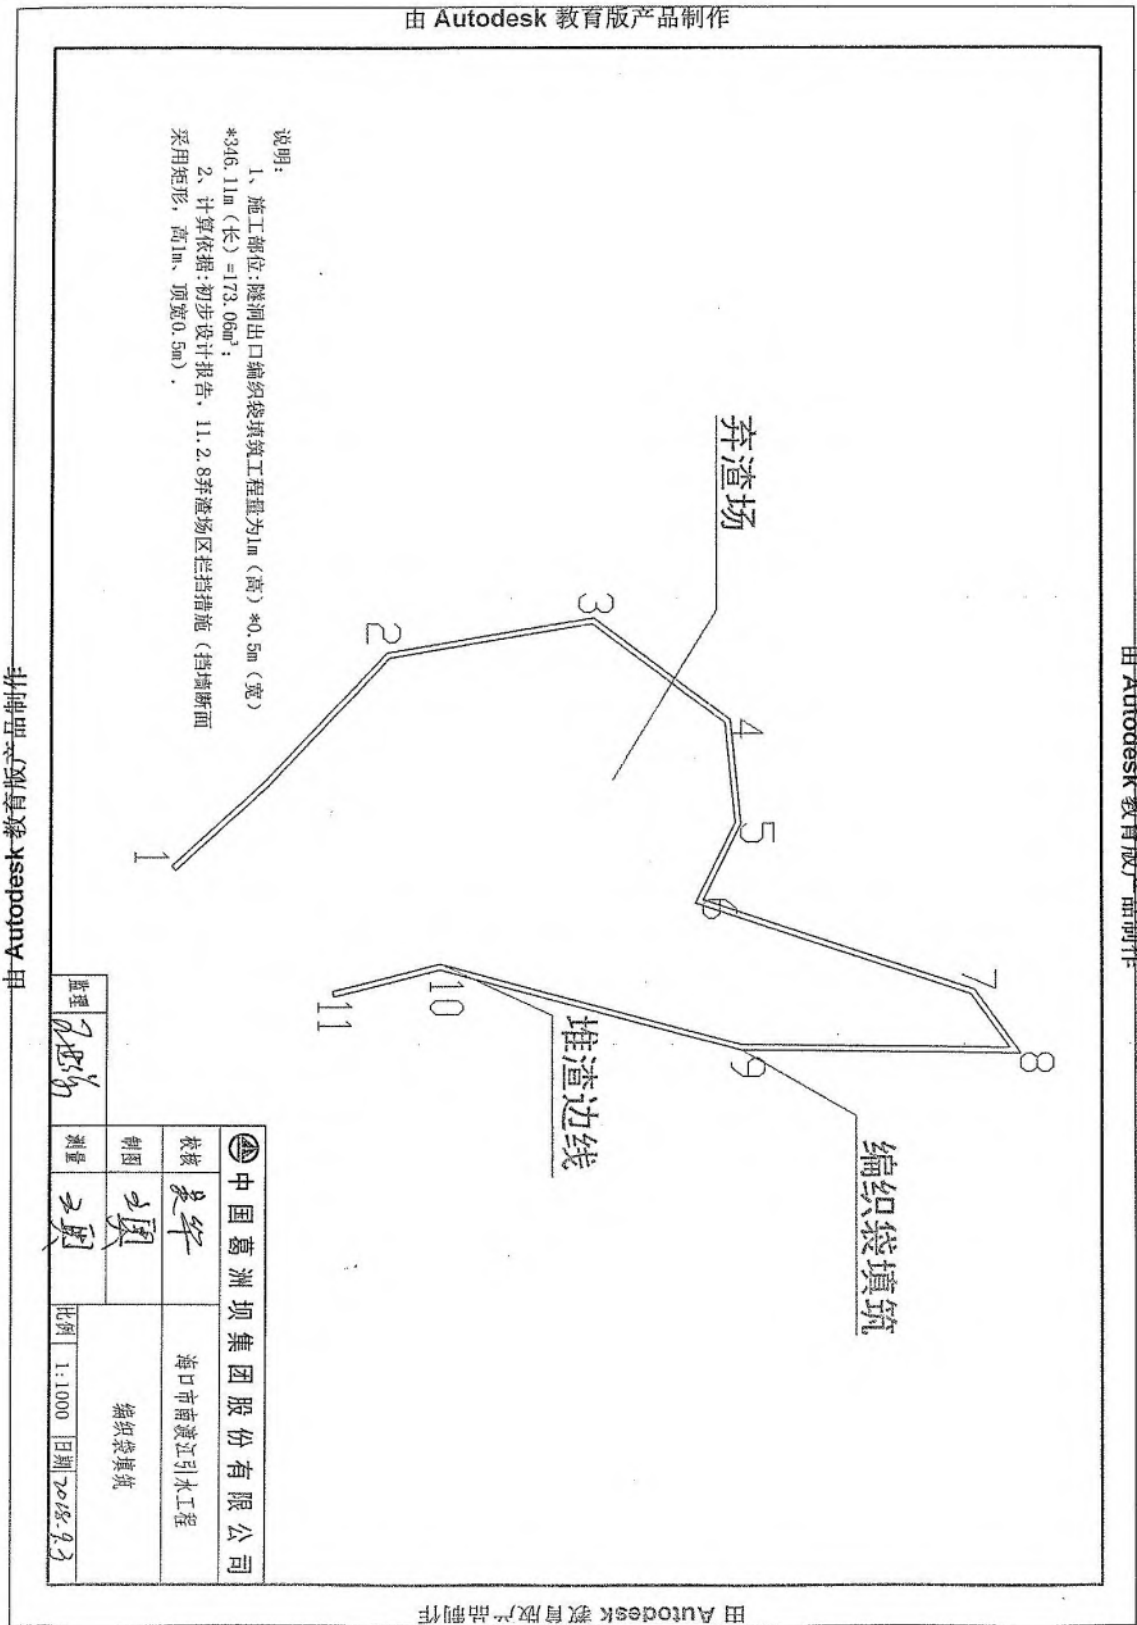 由 Autodesk 教育版产品制作
由 Autodesk 教育版产品制作
由 Autodesk 教育版产品制作
由 Autodesk 教育版产品制作
说明:
1、施工部位:隧洞出口编织袋填筑工程量为1m（高）*0.5m（宽）
*346.11m（长）=173.06m³;
2、计算依据:初步设计报告，11.2.8弃渣场区拦挡措施（挡墙断面
采用矩形，高1m、顶宽0.5m）.
弃渣场
堆渣边线
编织袋填筑
1
2
3
4
5
6
7
8
9
10
11
中国葛洲坝集团股份有限公司
校核
海口市南渡江引水工程
制图
编织袋填筑
监理
测量
比例 1:1000 日期 2018.9.3